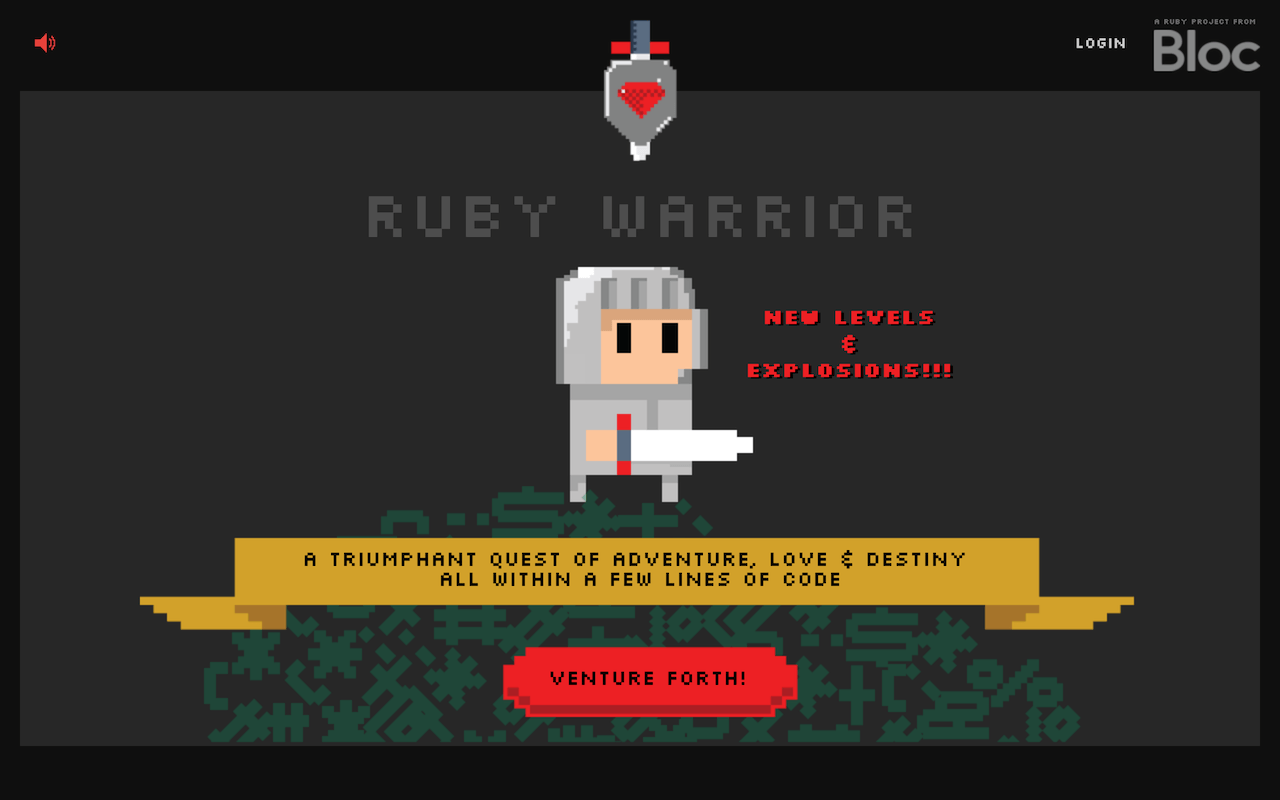 LOGIN
A RUBY PROJECT FROM
Bloc
RUBY WARRIOR
NEW LEVELS
&
EXPLOSIONS!!!
A TRIUMPHANT QUEST OF ADVENTURE, LOVE & DESTINY
ALL WITHIN A FEW LINES OF CODE
VENTURE FORTH!